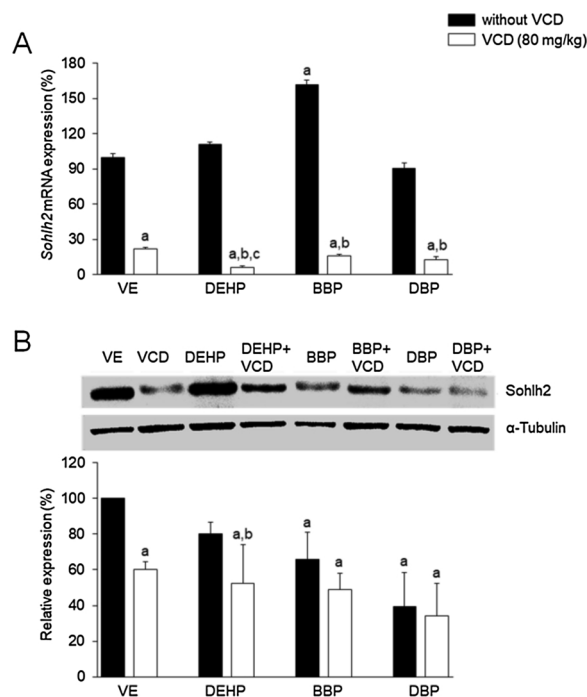 without VCD
VCD (80 mg/kg)
A
Sohlh2 mRNA expression (%)
180
150
120
90
60
30
0
a
a
a,b,c
a,b
a,b
VE DEHP BBP DBP
B
VE VCD DEHP DEHP+ VCD BBP BBP+ VCD DBP DBP+ VCD
Sohlh2
α-Tubulin
Relative expression (%)
120
100
80
60
40
20
0
a
a,b
a
a
a
a
VE DEHP BBP DBP